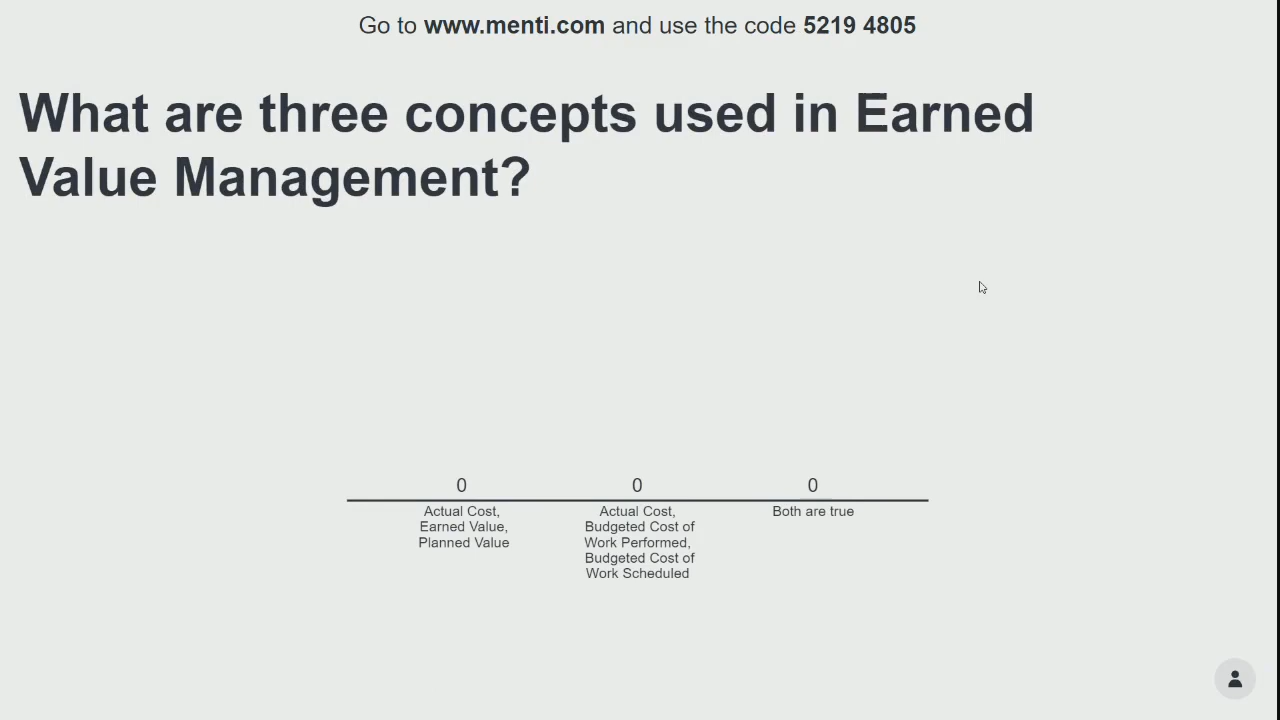 Go to www.menti.com and use the code 5219 4805
What are three concepts used in Earned
Value Management?
0
0
0
Actual Cost,
Earned Value,
Planned Value
Actual Cost,
Budgeted Cost of
Work Performed,
Budgeted Cost of
Work Scheduled
Both are true